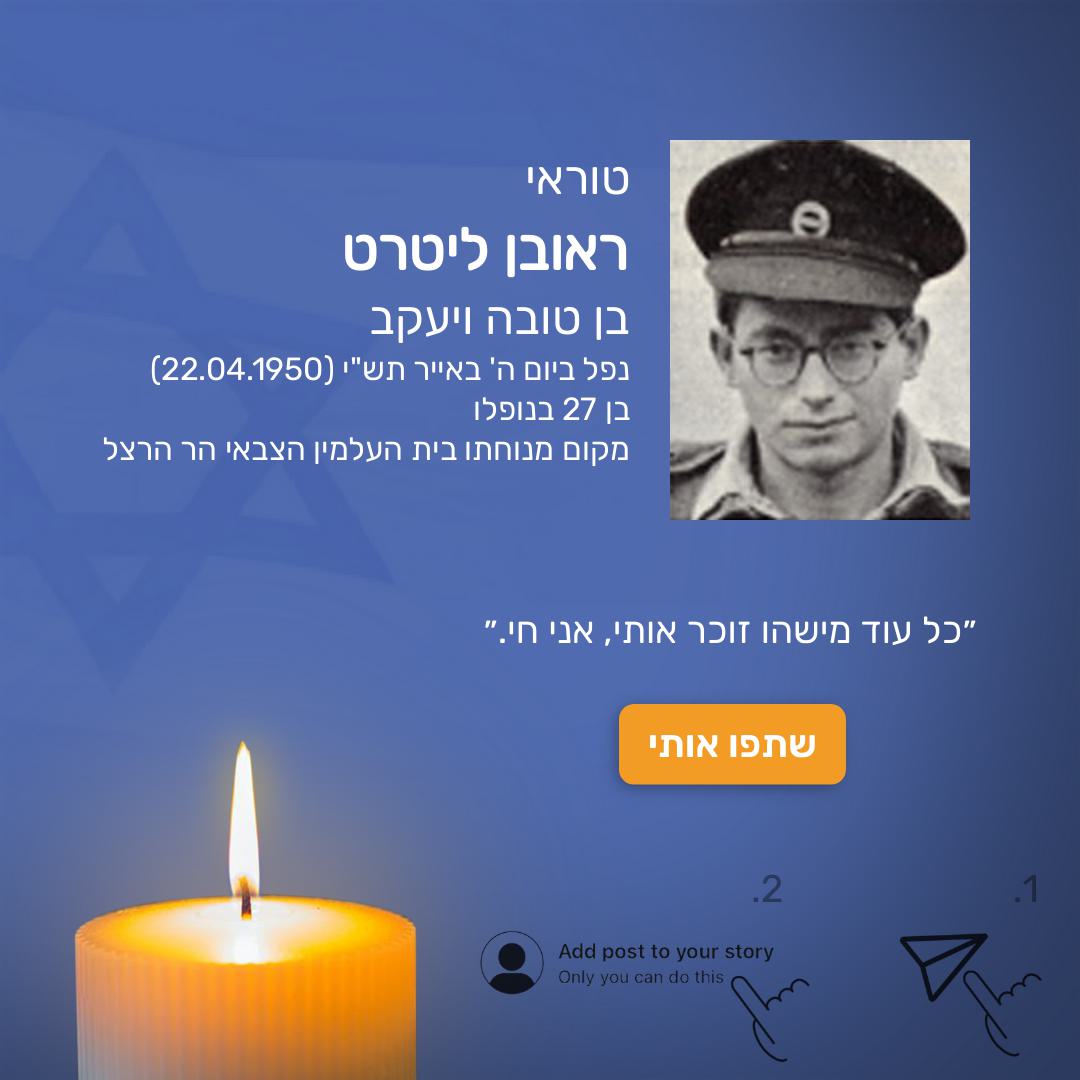 טוראי
ראובן ליטרט
בן טובה ויעקב
נפל ביום ה' באייר תש"י (22.04.1950)
בן 27 בנופלו
מקום מנוחתו בית העלמין הצבאי הר הרצל
״כל עוד מישהו זוכר אותי, אני חי.״
שתפו אותי
.1
.2
Add post to your story
Only you can do this